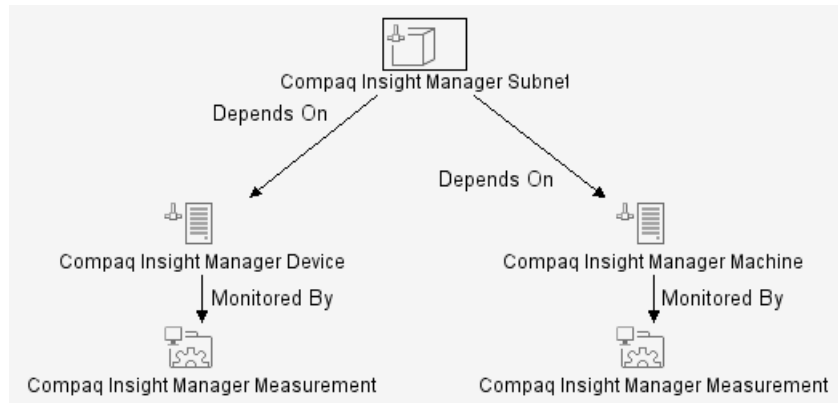 Compaq Insight Manager Subnet
Depends On
Depends On
Compaq Insight Manager Device
Compaq Insight Manager Machine
Monitored By
Monitored By
Compaq Insight Manager Measurement
Compaq Insight Manager Measurement